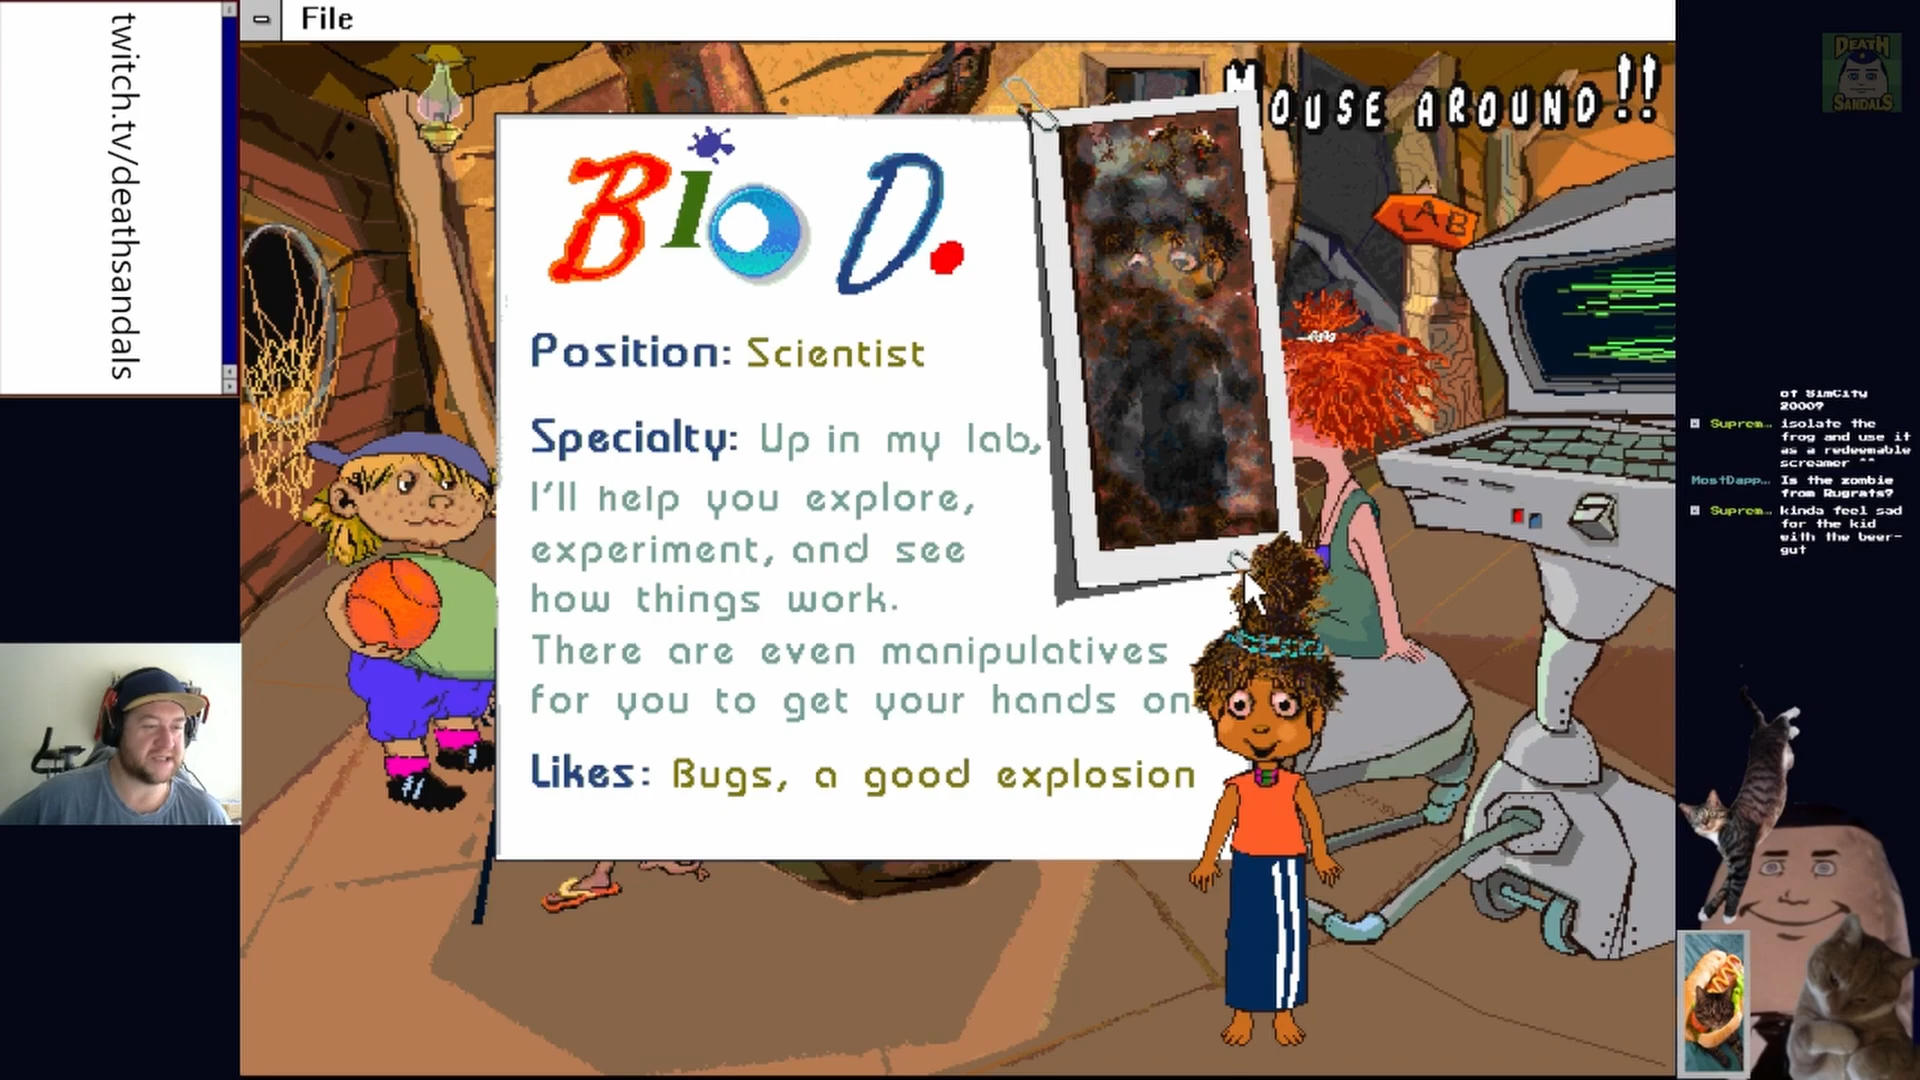 twitch.tv/deathsandals
File
MOUSE AROUND!!
BIO D.
Position: Scientist
Specialty: Up in my lab,
I'll help you explore,
experiment, and see
how things work.
There are even manipulatives
for you to get your hands on
Likes: Bugs, a good explosion
LAB
DEATH
SANDALS
of SimCity
2000?
Suprem… isolate the
frog and use it
as a redeemable
screamer ^^
MostDapp… Is the zombie
from Rugrats?
Suprem… kinda feel sad
for the kid
with the beer-
gut